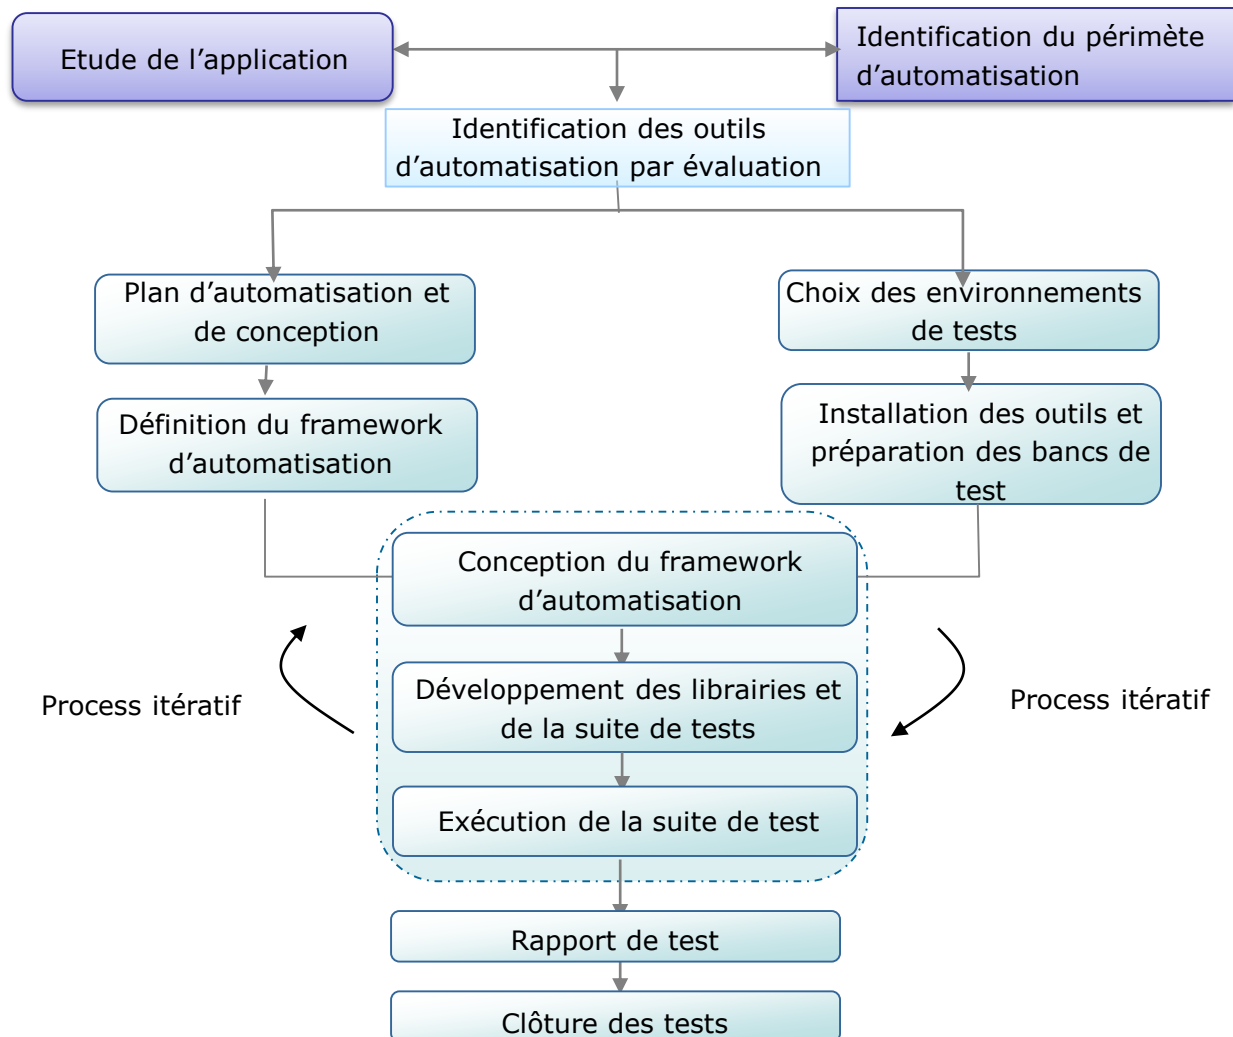 Etude de l’application
Identification du périmète
d’automatisation
Identification des outils
d’automatisation par évaluation
Plan d’automatisation et
de conception
Choix des environnements
de tests
Définition du framework
d’automatisation
Installation des outils et
préparation des bancs de
test
Conception du framework
d’automatisation
Développement des librairies et
de la suite de tests
Process itératif
Process itératif
Exécution de la suite de test
Rapport de test
Clôture des tests